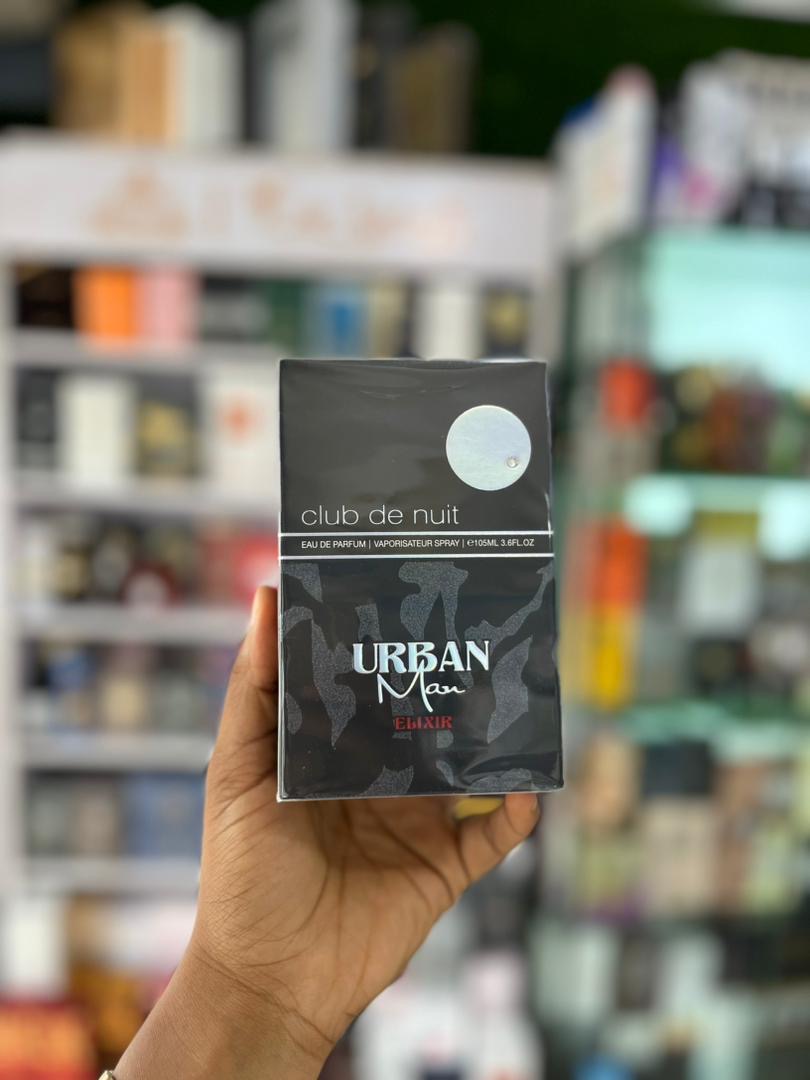 club de nuit
EAU DE PARFUM | VAPORISATEUR SPRAY | ℮105ML 3.6FL.OZ
URBAN
Man
ELIXIR